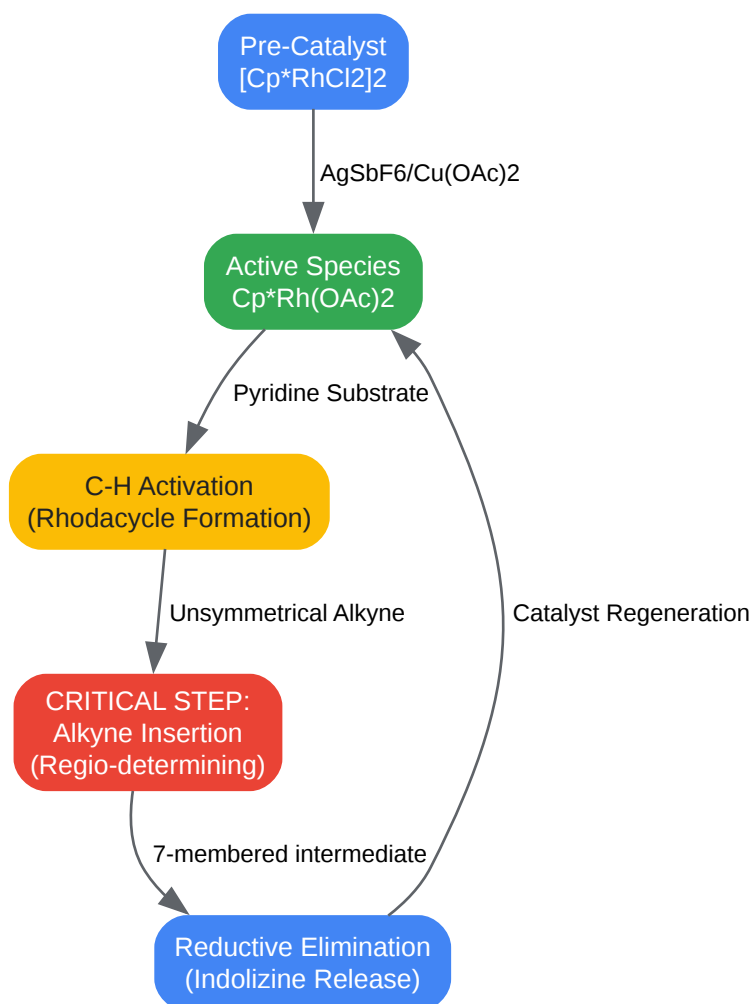 Pre-Catalyst
[Cp*RhCl2]2
AgSbF6/Cu(OAc)2
Active Species
Cp*Rh(OAc)2
Pyridine Substrate
C-H Activation
(Rhodacycle Formation)
Unsymmetrical Alkyne
Catalyst Regeneration
CRITICAL STEP:
Alkyne Insertion
(Regio-determining)
7-membered intermediate
Reductive Elimination
(Indolizine Release)